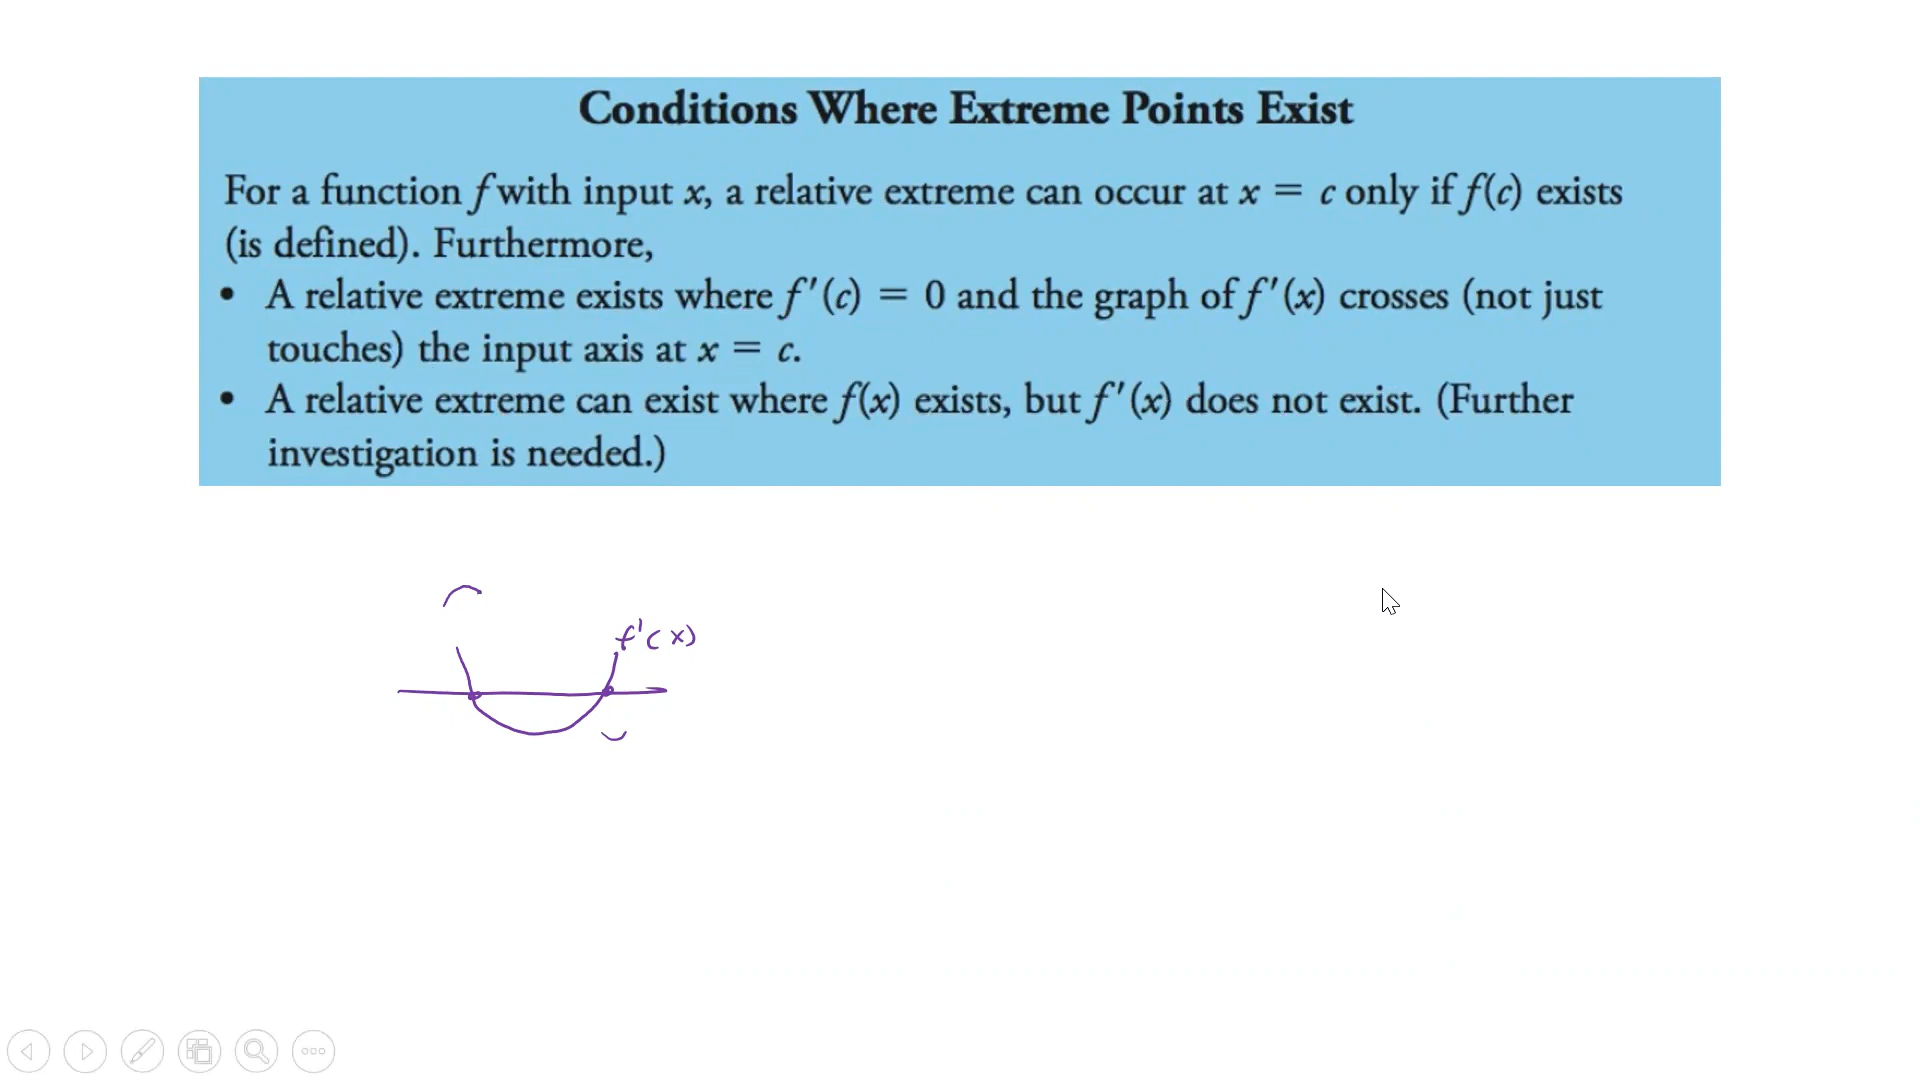 Conditions Where Extreme Points Exist
For a function f with input x, a relative extreme can occur at x = c only if f(c) exists
(is defined). Furthermore,
• A relative extreme exists where f′(c) = 0 and the graph of f′(x) crosses (not just
touches) the input axis at x = c.
• A relative extreme can exist where f(x) exists, but f′(x) does not exist. (Further
investigation is needed.)
f'(x)